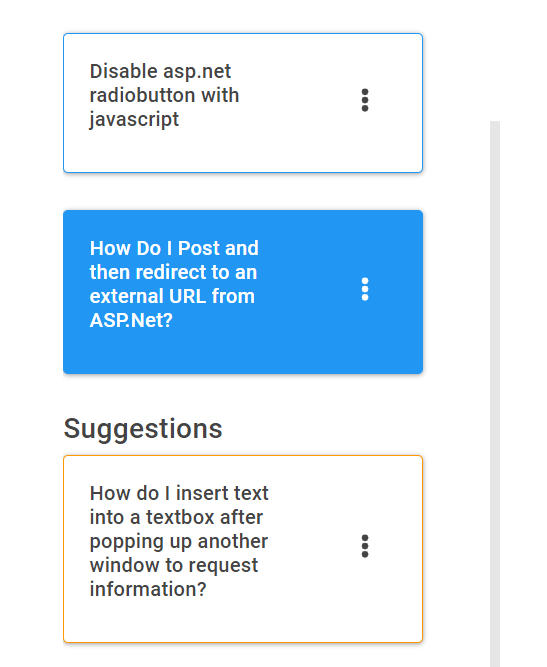 Disable asp.net
radiobutton with
javascript
How Do I Post and
then redirect to an
external URL from
ASP.Net?
Suggestions
How do I insert text
into a textbox after
popping up another
window to request
information?